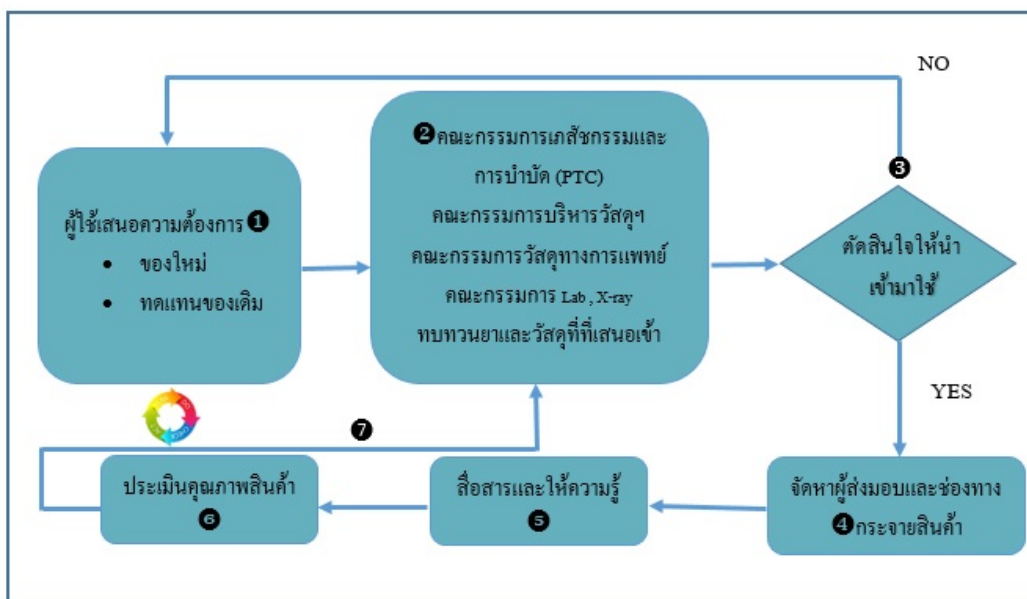 NO
❷คณะกรรมการเภสัชกรรมและ
การบำบัด (PTC)
คณะกรรมการบริหารวัสดุฯ
คณะกรรมการวัสดุทางการแพทย์
คณะกรรมการ Lab , X-ray
ทบทวนยาและวัสดุที่ที่เสนอเข้า
ผู้ใช้เสนอความต้องการ❶
• ของใหม่
• ทดแทนของเดิม
❸
ตัดสินใจให้นำ
เข้ามาใช้
YES
จัดหาผู้ส่งมอบและช่องทาง
❹กระจายสินค้า
สื่อสารและให้ความรู้
❺
ประเมินคุณภาพสินค้า
❻
❼